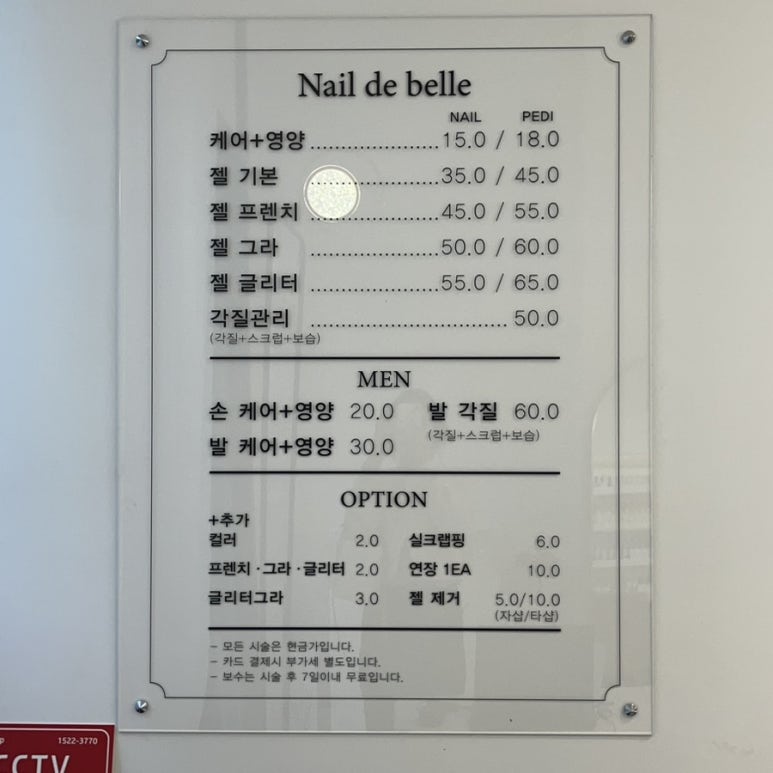 Nail de belle
NAIL PEDI
케어+영양 15.0 / 18.0
젤 기본 35.0 / 45.0
젤 프렌치 45.0 / 55.0
젤 그라 50.0 / 60.0
젤 글리터 55.0 / 65.0
각질관리 50.0
(각질+스크럽+보습)
MEN
손 케어+영양 20.0 발 각질 60.0
(각질+스크럽+보습)
발 케어+영양 30.0
OPTION
+추가
컬러 2.0 실크랩핑 6.0
프렌치·그라·글리터 2.0 연장 1EA 10.0
글리터그라 3.0 젤 제거 5.0/10.0
(자샵/타샵)
- 모든 시술은 현금가입니다.
- 카드 결제시 부가세 별도입니다.
- 보수는 시술 후 7일이내 무료입니다.
1522-3770
CCTV